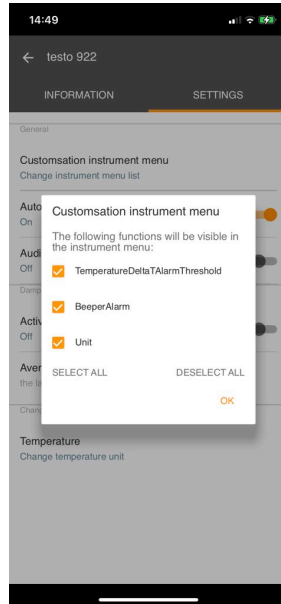 14:49
testo 922
INFORMATION
SETTINGS
General
Customsation instrument menu
Change instrument menu list
Auto
On
Audi
Off
Damp
Activ
Off
Aver
the la
Chang
Customsation instrument menu
The following functions will be visible in
the instrument menu:
TemperatureDeltaTAlarmThreshold
BeeperAlarm
Unit
SELECT ALL
DESELECT ALL
OK
Temperature
Change temperature unit